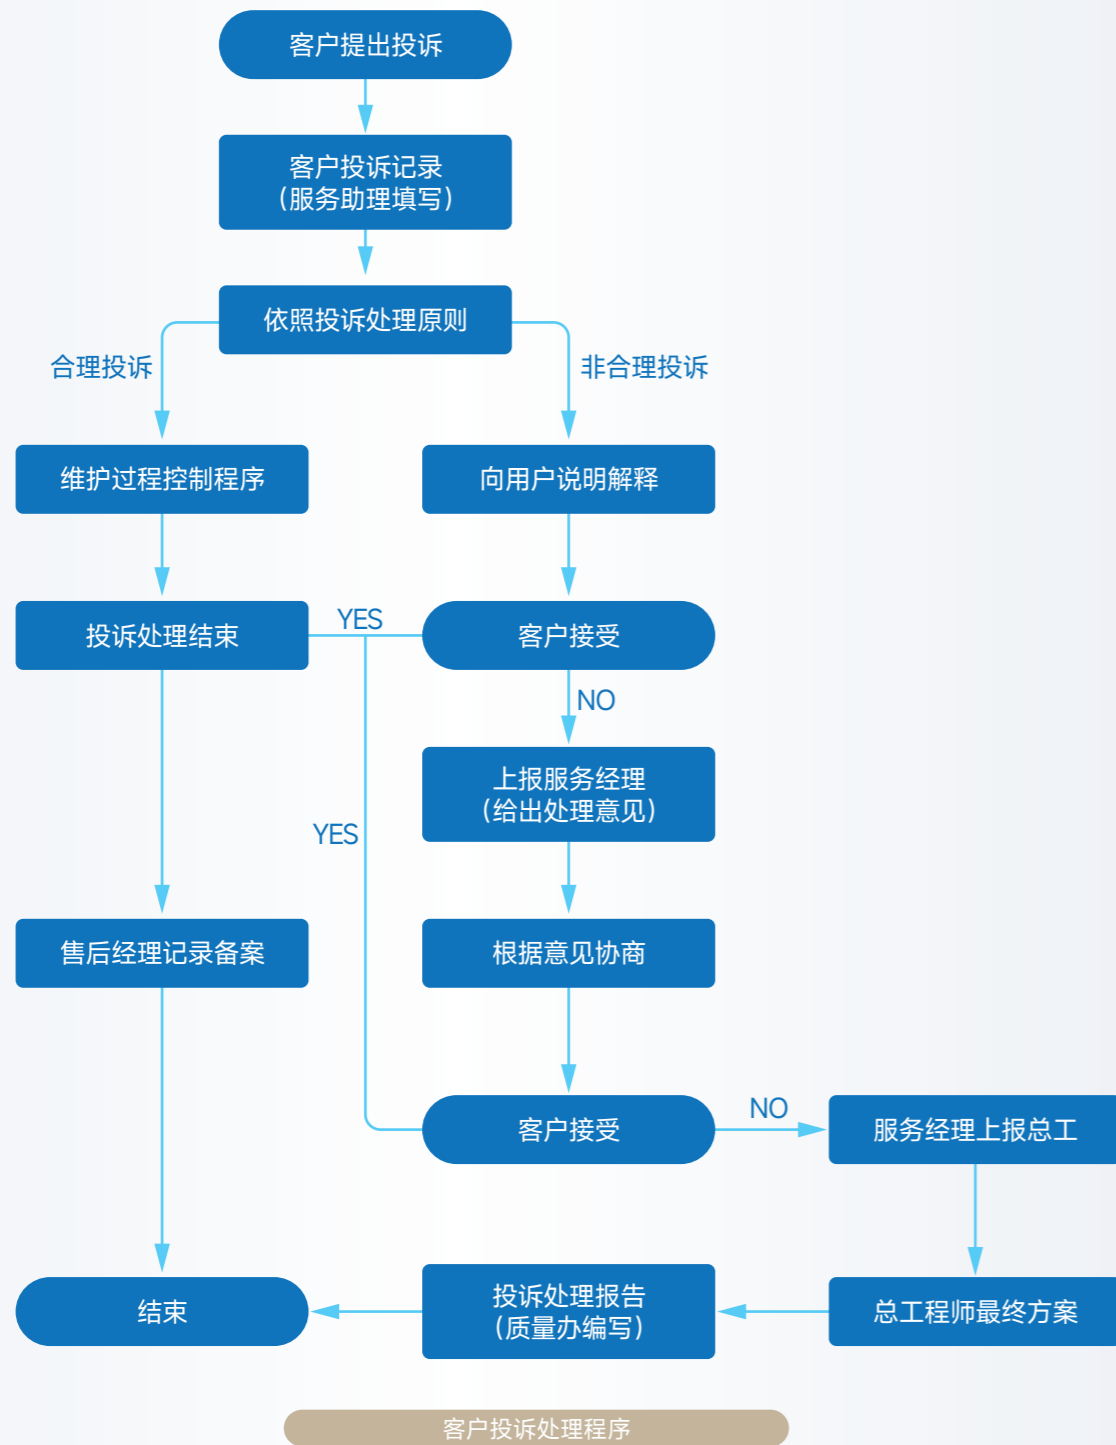 客户提出投诉
客户投诉记录
(服务助理填写)
依照投诉处理原则
合理投诉
非合理投诉
维护过程控制程序
向用户说明解释
投诉处理结束
YES
客户接受
NO
上报服务经理
(给出处理意见)
YES
售后经理记录备案
根据意见协商
客户接受
NO
服务经理上报总工
结束
投诉处理报告
(质量办编写)
总工程师最终方案
客户投诉处理程序